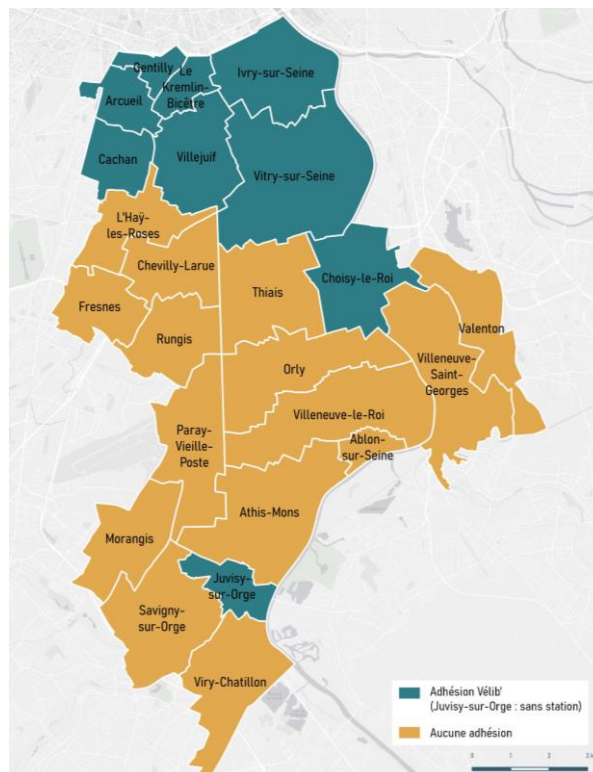 Gentilly
Le
Kremlin-
Bicêtre
Ivry-sur-Seine
Arcueil
Cachan
Villejuif
Vitry-sur-Seine
L'Haÿ-
les-Roses
Chevilly-Larue
Thiais
Choisy-le-Roi
Fresnes
Rungis
Valenton
Villeneuve-
Saint-
Georges
Orly
Villeneuve-le-Roi
Ablon-
sur-Seine
Paray-
Vieille-
Poste
Athis-Mons
Morangis
Juvisy-
sur-Orge
Savigny-
sur-Orge
Viry-Chatillon
Adhésion Vélib'
(Juvisy-sur-Orge : sans station)
Aucune adhésion
0 1 2 3